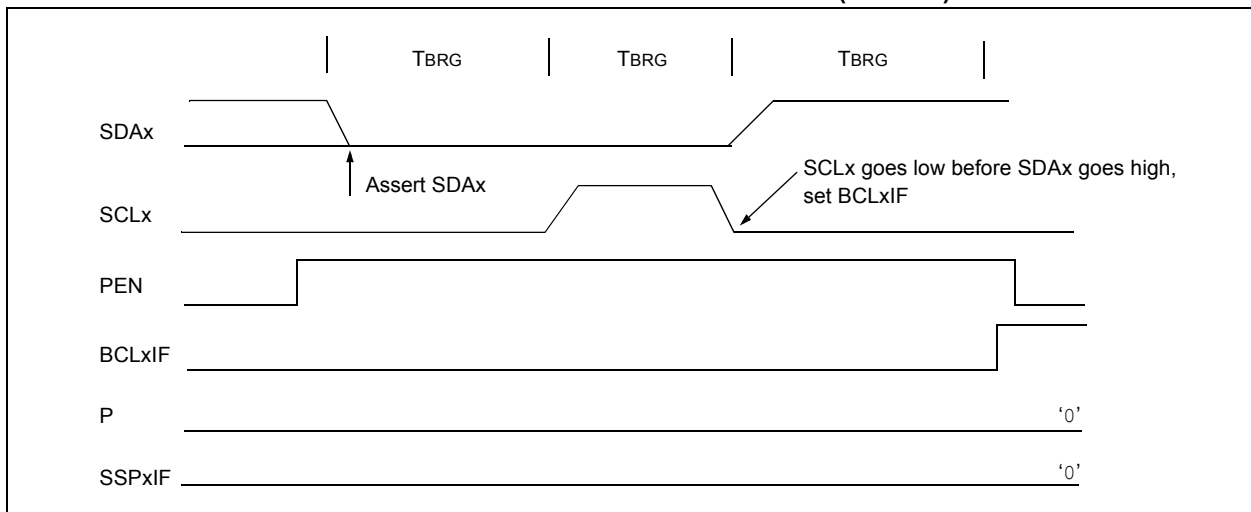 TBRG TBRG TBRG
SDAx
Assert SDAx
SCLx goes low before SDAx goes high,
set BCLxIF
SCLx
PEN
BCLxIF
P
‘0’
SSPxIF
‘0’